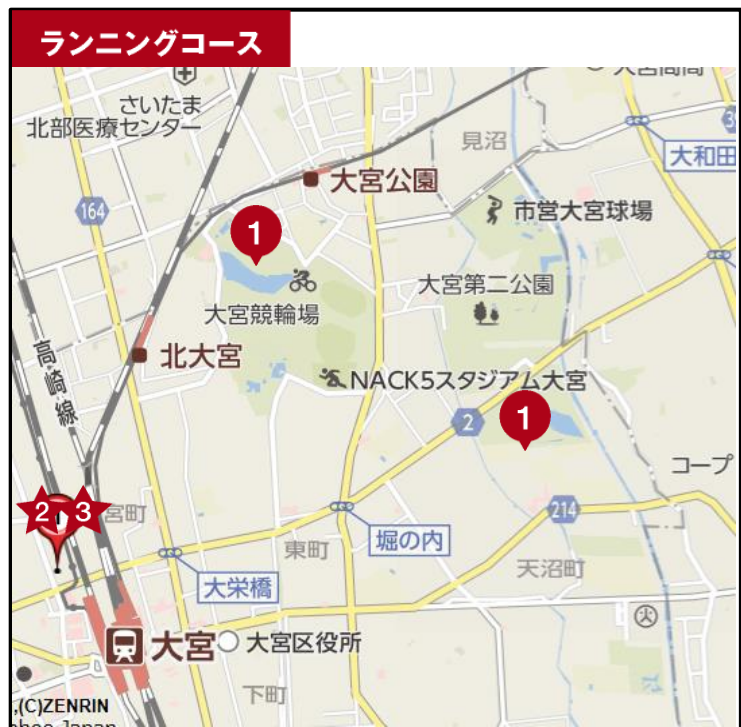 ランニングコース
大宮高前
さいたま
北部医療センター
見沼
大和田
3
大宮公園
164
1
市営大宮球場
大宮第二公園
大宮競輪場
北大宮
高崎線
NACK5スタジアム大宮
1
2
コープ
2
3
宮町
214
堀の内
東町
天沼町
大栄橋
大宮
大宮区役所
下町
,(C)ZENRIN